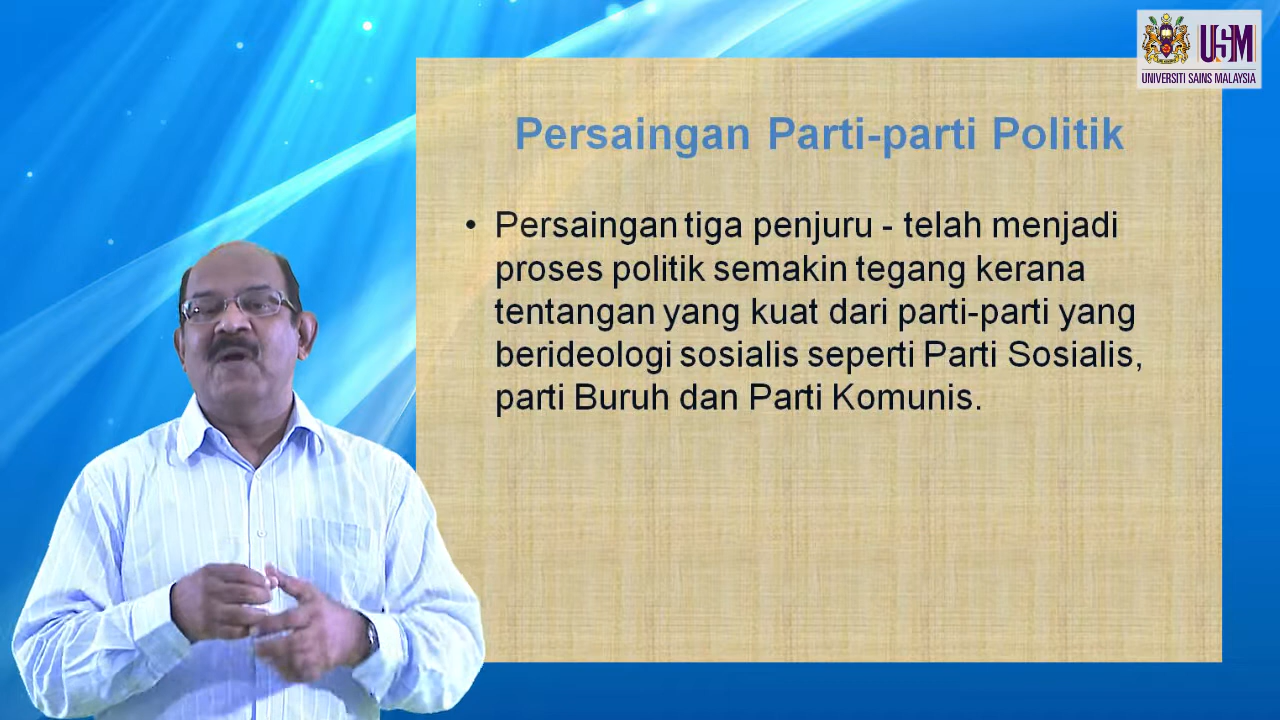 USM
UNIVERSITI SAINS MALAYSIA
Persaingan Parti-parti Politik
• Persaingan tiga penjuru - telah menjadi
proses politik semakin tegang kerana
tentangan yang kuat dari parti-parti yang
berideologi sosialis seperti Parti Sosialis,
parti Buruh dan Parti Komunis.